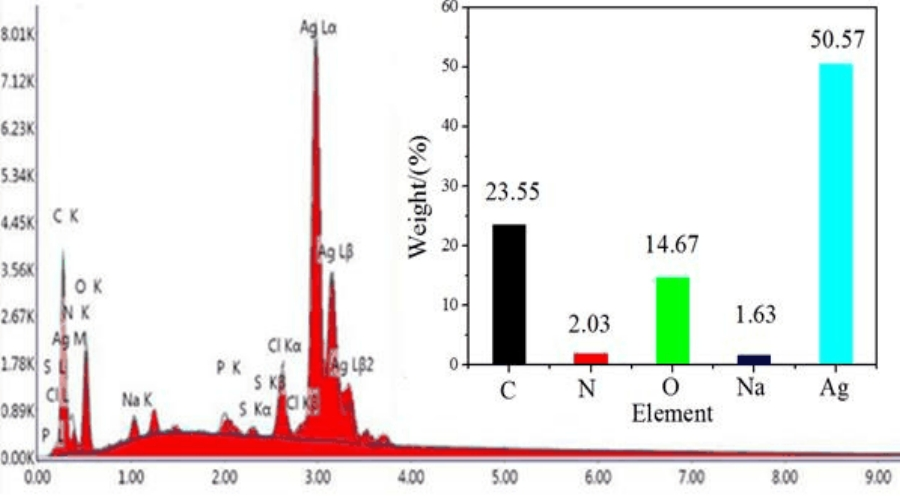 8.01K
7.12K
6.23K
5.34K
4.45K
3.56K
2.67K
1.78K
0.89K
0.00K
0.00
1.00
2.00
3.00
4.00
5.00
6.00
7.00
8.00
9.00
Ag Lα
C K
Ag Lβ
O K
N K
Ag M
Cl Kα
S L
P K
Ag Lβ2
S Kβ
Cl L
Na K
S Kα
Cl Kβ
P L
60
50
40
30
20
10
0
Weight/(%)
50.57
23.55
14.67
2.03
1.63
C N O Na Ag
Element